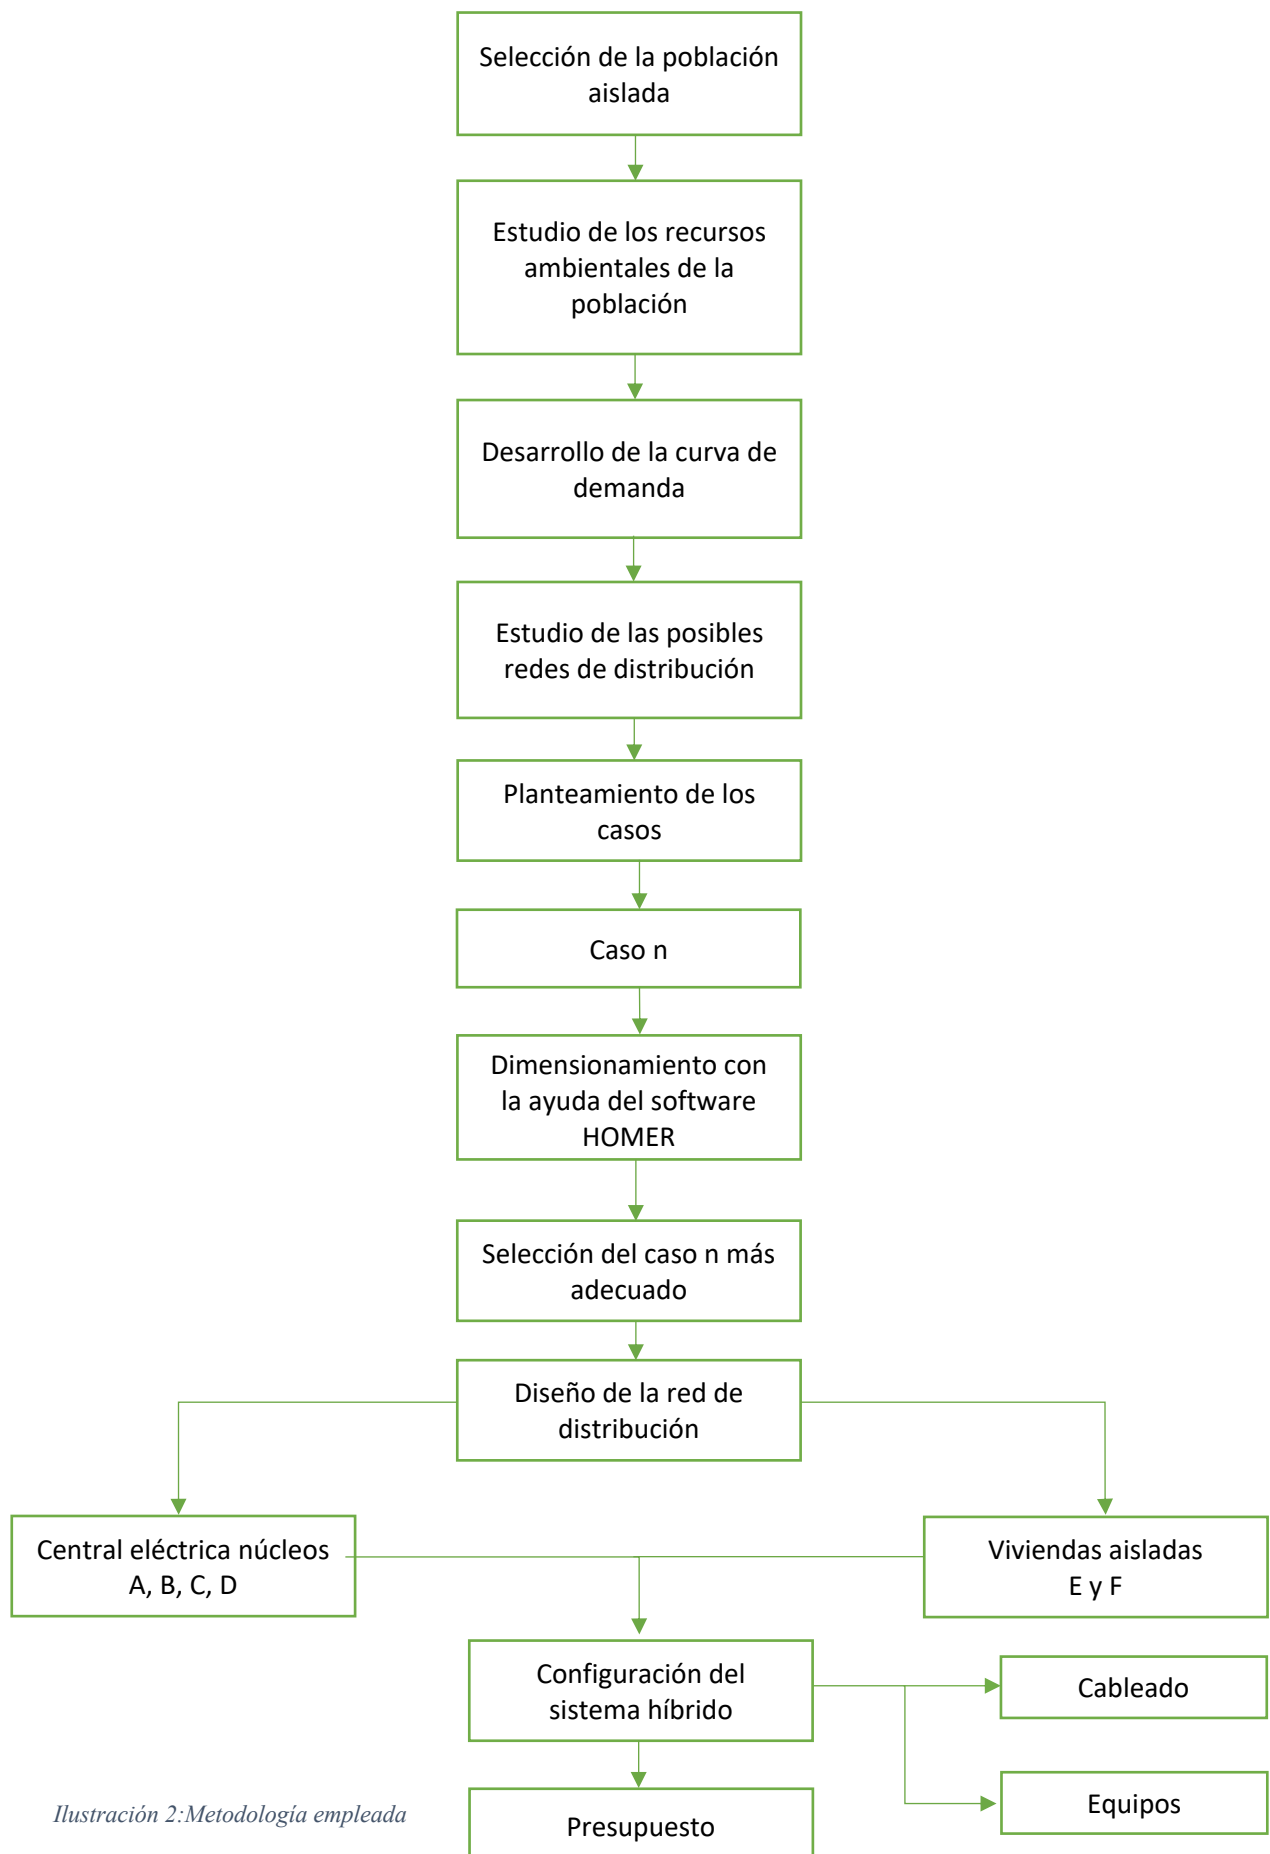 Selección de la población
aislada
Estudio de los recursos
ambientales de la
población
Desarrollo de la curva de
demanda
Estudio de las posibles
redes de distribución
Planteamiento de los
casos
Caso n
Dimensionamiento con
la ayuda del software
HOMER
Selección del caso n más
adecuado
Diseño de la red de
distribución
Central eléctrica núcleos
A, B, C, D
Viviendas aisladas
E y F
Configuración del
sistema híbrido
Cableado
Equipos
Presupuesto
Ilustración 2:Metodología empleada